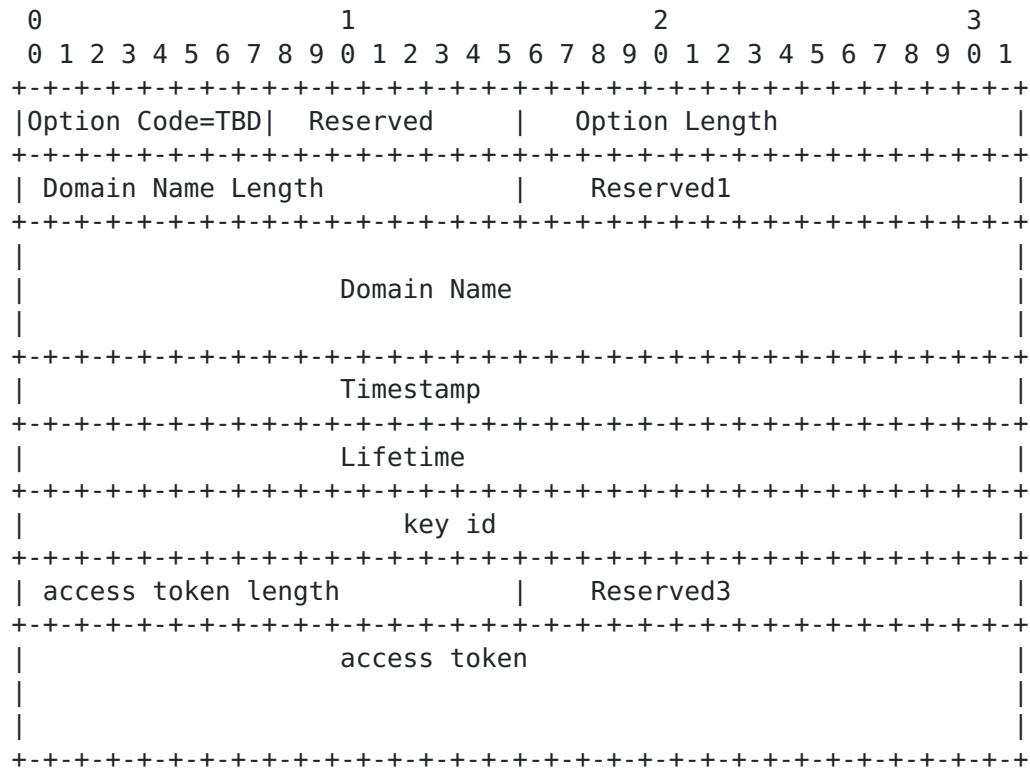 0                   1                   2                   3
 0 1 2 3 4 5 6 7 8 9 0 1 2 3 4 5 6 7 8 9 0 1 2 3 4 5 6 7 8 9 0 1
+-+-+-+-+-+-+-+-+-+-+-+-+-+-+-+-+-+-+-+-+-+-+-+-+-+-+-+-+-+-+-+-+
|Option Code=TBD|  Reserved     |   Option Length               |
+-+-+-+-+-+-+-+-+-+-+-+-+-+-+-+-+-+-+-+-+-+-+-+-+-+-+-+-+-+-+-+-+
| Domain Name Length            |    Reserved1                  |
+-+-+-+-+-+-+-+-+-+-+-+-+-+-+-+-+-+-+-+-+-+-+-+-+-+-+-+-+-+-+-+-+
|                                                               |
|                    Domain Name                                |
|                                                               |
+-+-+-+-+-+-+-+-+-+-+-+-+-+-+-+-+-+-+-+-+-+-+-+-+-+-+-+-+-+-+-+-+
|                    Timestamp                                  |
+-+-+-+-+-+-+-+-+-+-+-+-+-+-+-+-+-+-+-+-+-+-+-+-+-+-+-+-+-+-+-+-+
|                    Lifetime                                   |
+-+-+-+-+-+-+-+-+-+-+-+-+-+-+-+-+-+-+-+-+-+-+-+-+-+-+-+-+-+-+-+-+
|                        key id                                 |
+-+-+-+-+-+-+-+-+-+-+-+-+-+-+-+-+-+-+-+-+-+-+-+-+-+-+-+-+-+-+-+-+
| access token length           |    Reserved3                  |
+-+-+-+-+-+-+-+-+-+-+-+-+-+-+-+-+-+-+-+-+-+-+-+-+-+-+-+-+-+-+-+-+
|                    access token                               |
|                                                               |
|                                                               |
+-+-+-+-+-+-+-+-+-+-+-+-+-+-+-+-+-+-+-+-+-+-+-+-+-+-+-+-+-+-+-+-+